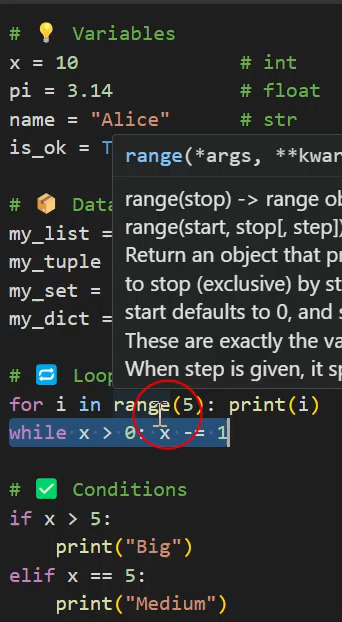 # 💡 Variables
x = 10 # int
pi = 3.14 # float
name = "Alice" # str
is_ok =
range(*args, **kwar
range(stop) -> range ob
# 📦 Data
range(start, stop[, step])
my_list =
Return an object that pr
my_tuple
to stop (exclusive) by st
my_set =
start defaults to 0, and s
my_dict =
These are exactly the va
# 🔁 Loop
When step is given, it sp
for i in range(5): print(i)
while x > 0: x -= 1
# ✅ Conditions
if x > 5:
print("Big")
elif x == 5:
print("Medium")